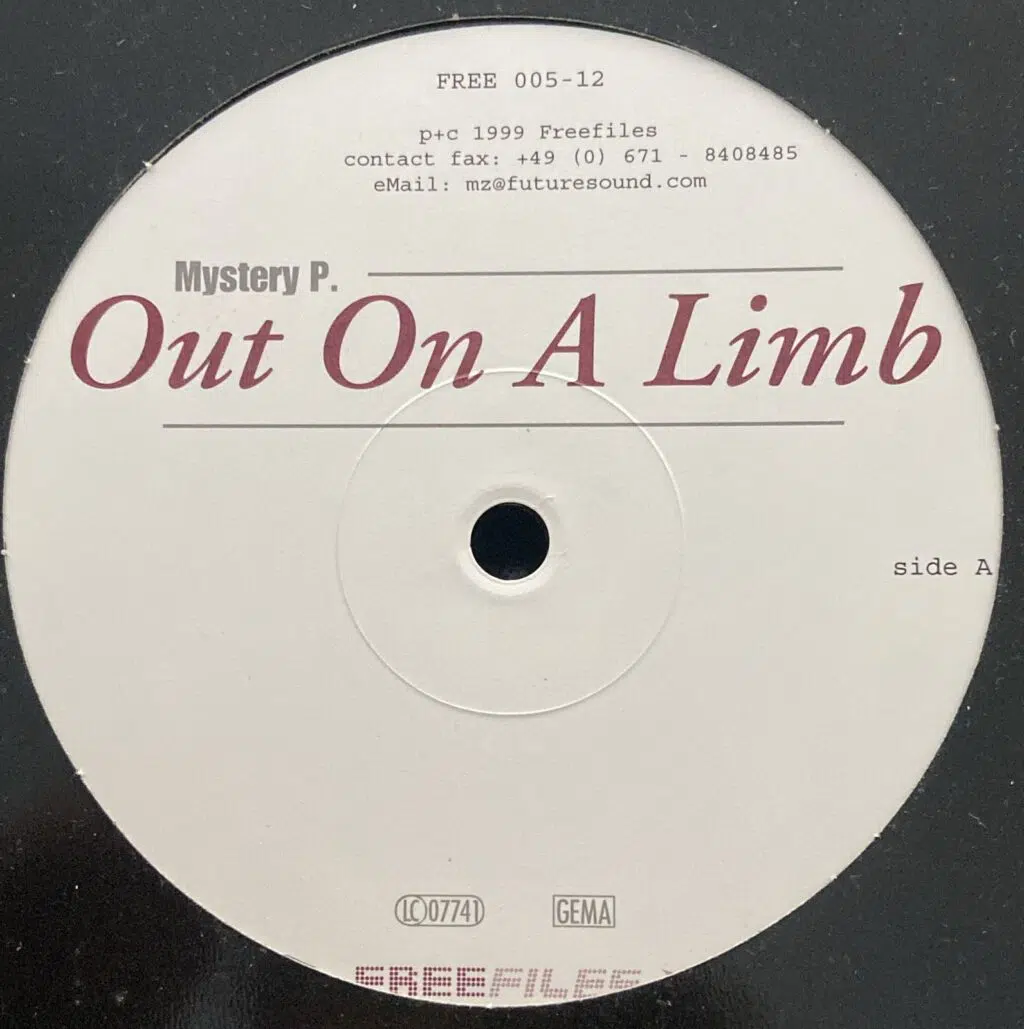 FREE 005-12
p+c 1999 Freefiles
contact fax: +49 (0) 671 - 8408485
eMail: mz@futuresound.com
Mystery P.
Out On A Limb
side A
LC 07741 GEMA
FREEFILES